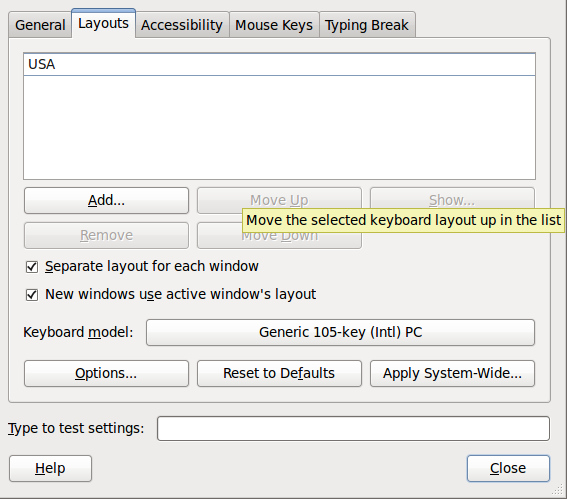 General Layouts Accessibility Mouse Keys Typing Break
USA
Add... Move Up Show...
Move the selected keyboard layout up in the list
Remove Move Down
Separate layout for each window
New windows use active window's layout
Keyboard model: Generic 105-key (Intl) PC
Options... Reset to Defaults Apply System-Wide...
Type to test settings:
Help Close